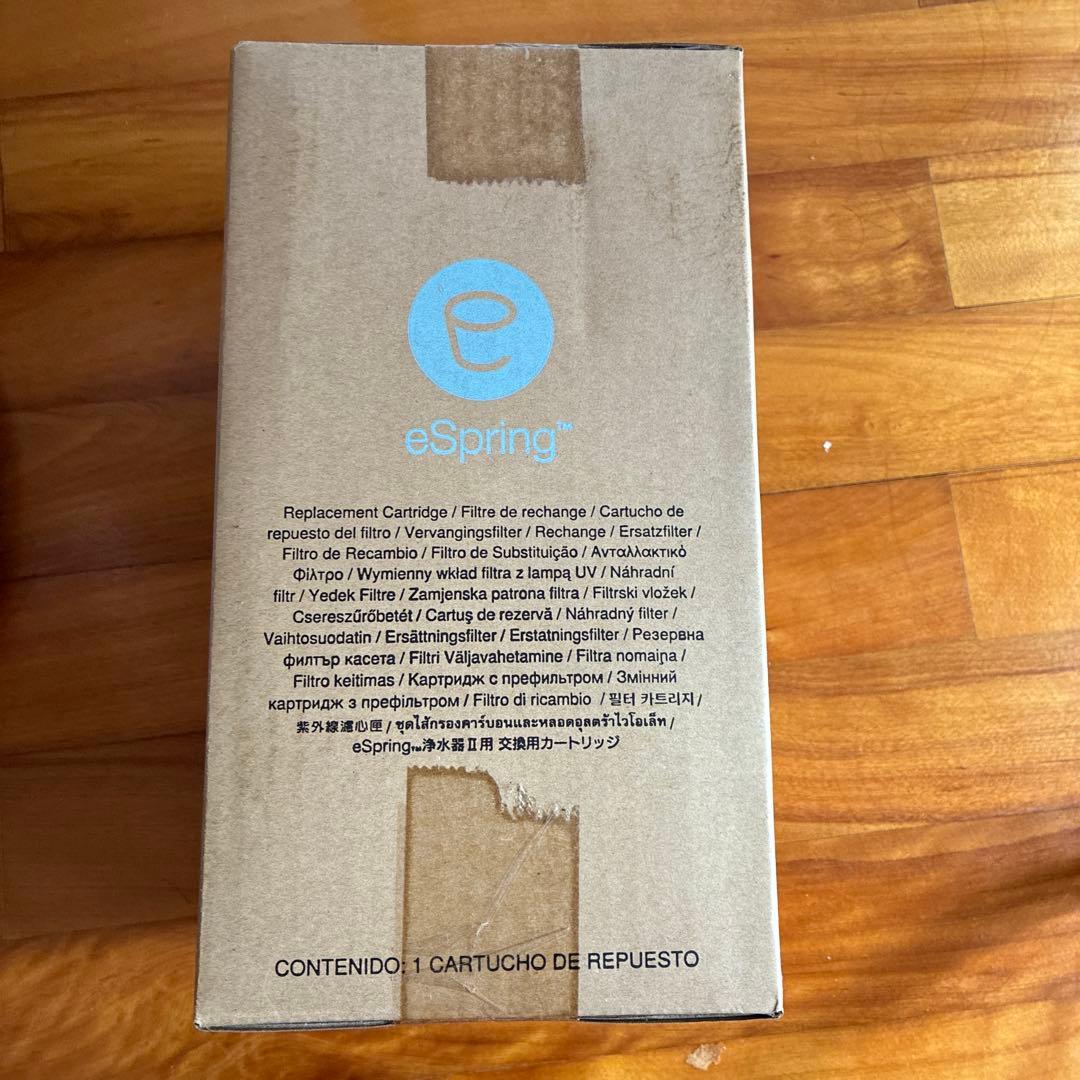 eSpring™
Replacement Cartridge / Filtre de rechange / Cartucho de
repuesto del filtro / Vervangingsfilter / Rechange / Ersatzfilter /
Filtro de Recambio / Filtro de Substituição / Ανταλλακτικό
Φίλτρο / Wymienny wkład filtra z lampą UV / Náhradní
filtr / Yedek Filtre / Zamjenska patrona filtra / Filtrski vložek /
Csereszűrőbetét / Cartuş de rezervă / Náhradný filter /
Vaihtosuodatin / Ersättningsfilter / Erstatningsfilter / Резервна
филтър касета / Filtri Väljavahetamine / Filtra nomaiņa /
Filtro keitimas / Картридж с префильтром / Змінний
картридж з префільтром / Filtro di ricambio / 필터 카트리지 /
紫外線濾心匣 / ชุดไส้กรองคาร์บอนและหลอดอุลตร้าไวโอเล็ท /
eSpring™浄水器Ⅱ用 交換用カートリッジ
CONTENIDO: 1 CARTUCHO DE REPUESTO